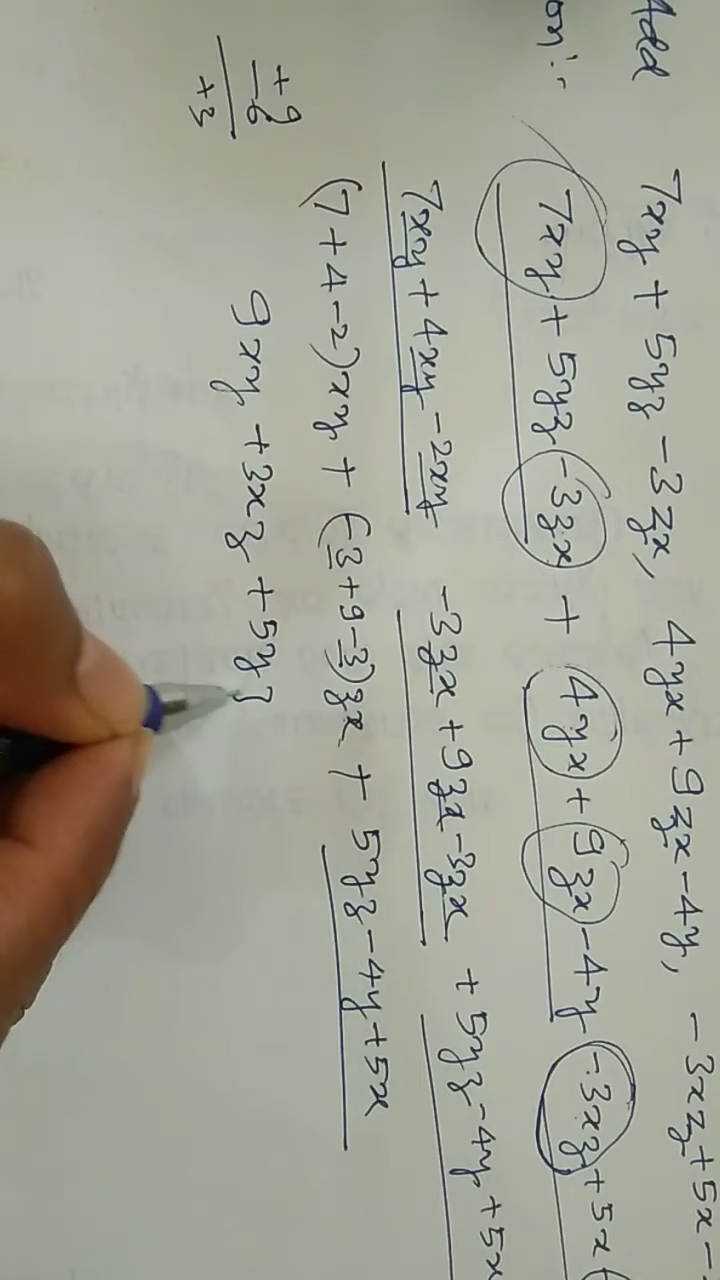 Add 7xy + 5yz - 3zx, 4yx + 9zx - 4y, - 3xz + 5x -
on:-
7xy + 5yz - 3zx + 4yx + 9zx - 4y - 3xz + 5x (
7xy + 4xy - 2xy - 3zx + 9zx - 3zx + 5yz - 4y + 5x
(7 + 4 - 2)xy + (-3 + 9 - 3)zx + 5yz - 4y + 5x
9xy + 3xz + 5yz
+9
-6
+3